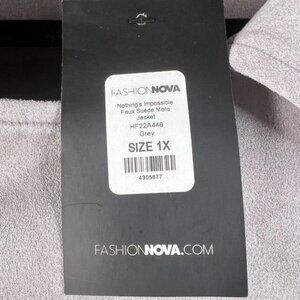 FASHIONNOVA
Nothing's Impossible
Faux Suede Moto
Jacket
HF22A446
Grey
SIZE 1X
4305877
FASHIONNOVA.COM